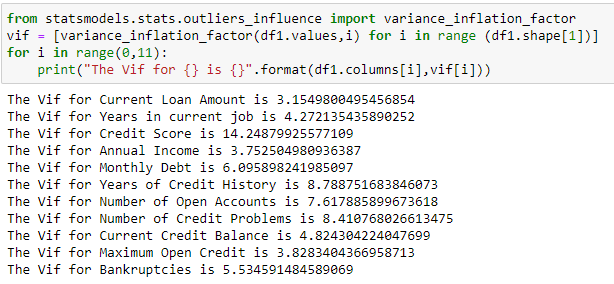 from statsmodels.stats.outliers_influence import variance_inflation_factor
vif = [variance_inflation_factor(df1.values,i) for i in range (df1.shape[1])]
for i in range(0,11):
    print("The Vif for {} is {}".format(df1.columns[i],vif[i]))
The Vif for Current Loan Amount is 3.1549800495456854
The Vif for Years in current job is 4.272135435890252
The Vif for Credit Score is 14.24879925577109
The Vif for Annual Income is 3.752504980936387
The Vif for Monthly Debt is 6.095898241985097
The Vif for Years of Credit History is 8.788751683846073
The Vif for Number of Open Accounts is 7.617885899673618
The Vif for Number of Credit Problems is 8.410768026613475
The Vif for Current Credit Balance is 4.824304224047699
The Vif for Maximum Open Credit is 3.8283404366958713
The Vif for Bankruptcies is 5.534591484589069